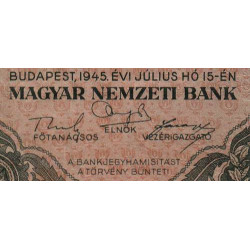 BUDAPEST, 1945. ÉVI JÚLIUS HÓ 15-ÉN
MAGYAR NEMZETI BANK
FŐTANÁCSOS ELNÖK VEZÉRIGAZGATÓ
A BANKJEGYHAMISÍTÁST
A TÖRVÉNY BÜNTETI